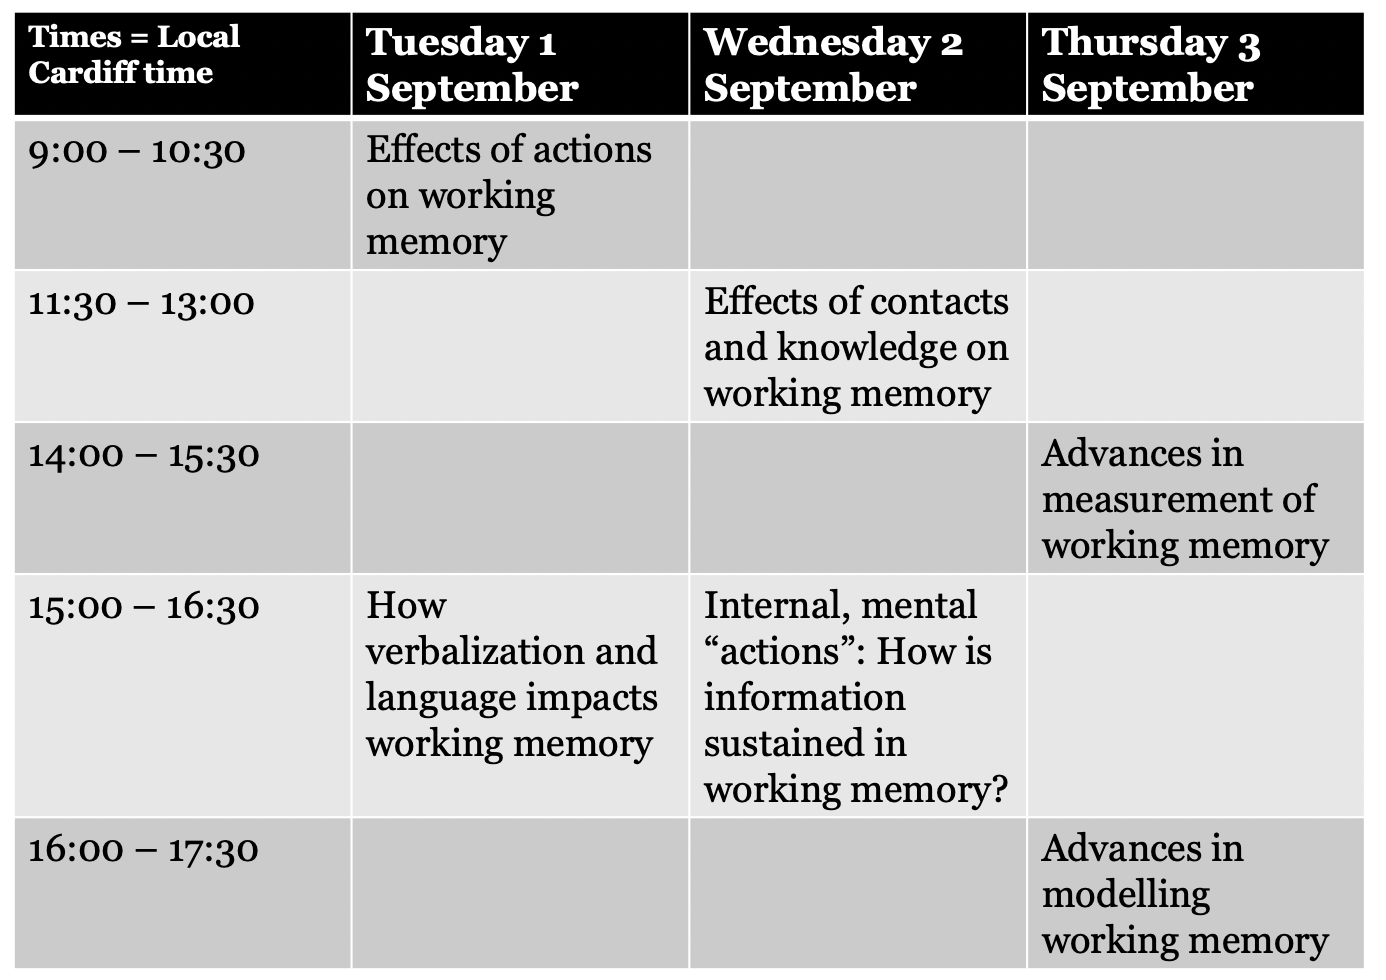 Times = Local
Cardiff time
Tuesday 1
September
Wednesday 2
September
Thursday 3
September
9:00 – 10:30
Effects of actions
on working
memory
11:30 – 13:00
Effects of contacts
and knowledge on
working memory
14:00 – 15:30
Advances in
measurement of
working memory
15:00 – 16:30
How
verbalization and
language impacts
working memory
Internal, mental
“actions”: How is
information
sustained in
working memory?
16:00 – 17:30
Advances in
modelling
working memory